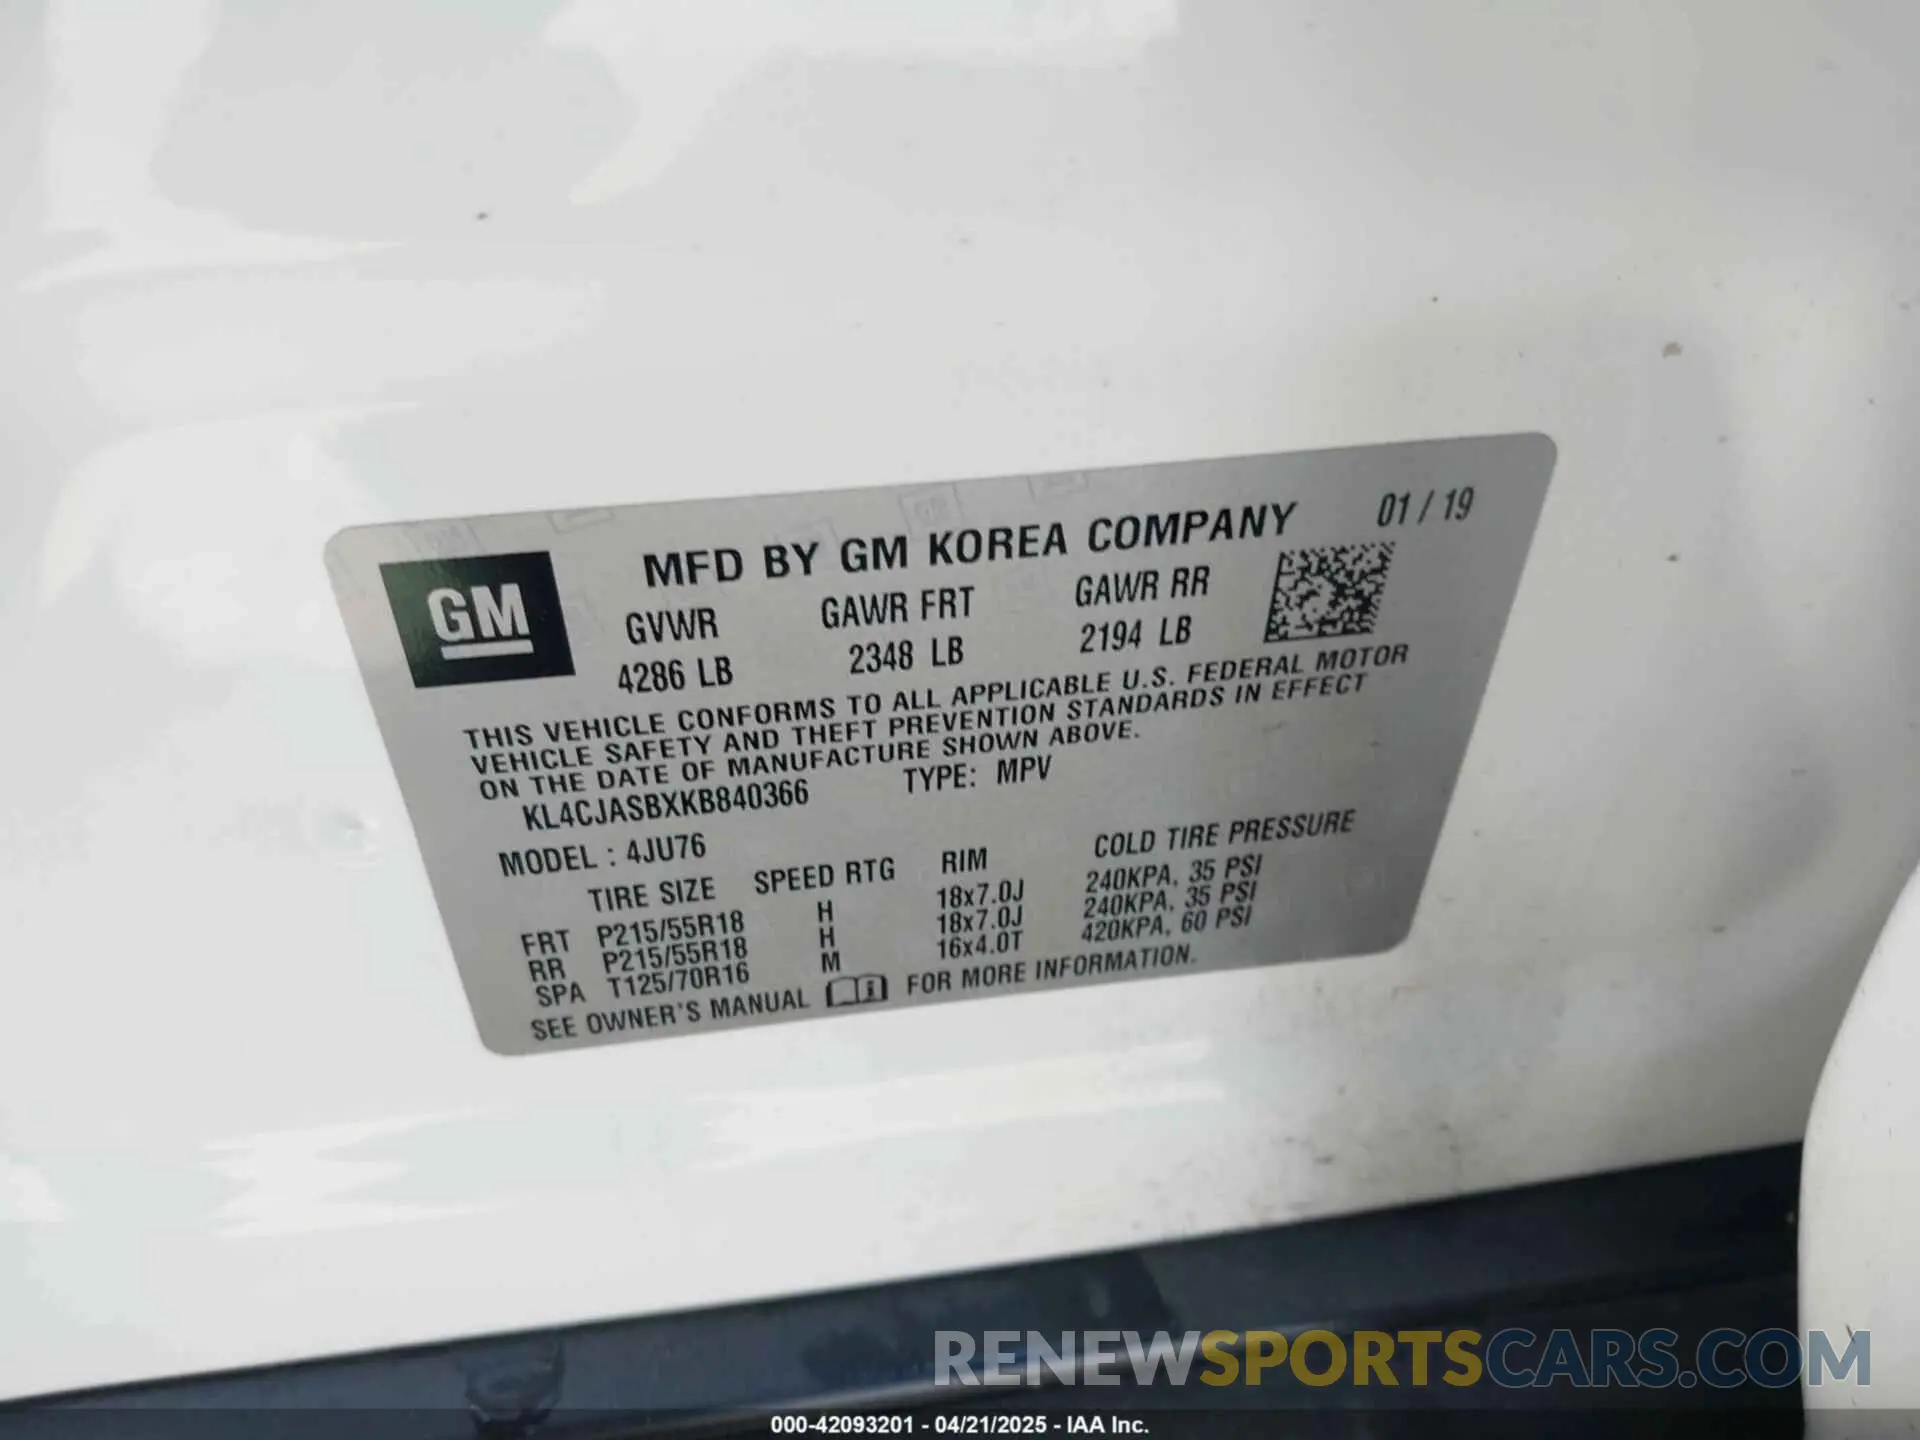 MFD BY GM KOREA COMPANY 01 / 19
GM
GVWR GAWR FRT GAWR RR
4286 LB 2348 LB 2194 LB
THIS VEHICLE CONFORMS TO ALL APPLICABLE U.S. FEDERAL MOTOR
VEHICLE SAFETY AND THEFT PREVENTION STANDARDS IN EFFECT
ON THE DATE OF MANUFACTURE SHOWN ABOVE.
KL4CJASBXKB840366 TYPE: MPV
MODEL : 4JU76
TIRE SIZE SPEED RTG RIM COLD TIRE PRESSURE
FRT P215/55R18 H 18x7.0J 240KPA, 35 PSI
RR P215/55R18 H 18x7.0J 240KPA, 35 PSI
SPA T125/70R16 M 16x4.0T 420KPA, 60 PSI
SEE OWNER'S MANUAL FOR MORE INFORMATION.
RENEWSPORTSCARS.COM
000-42093201 - 04/21/2025 - IAA Inc.